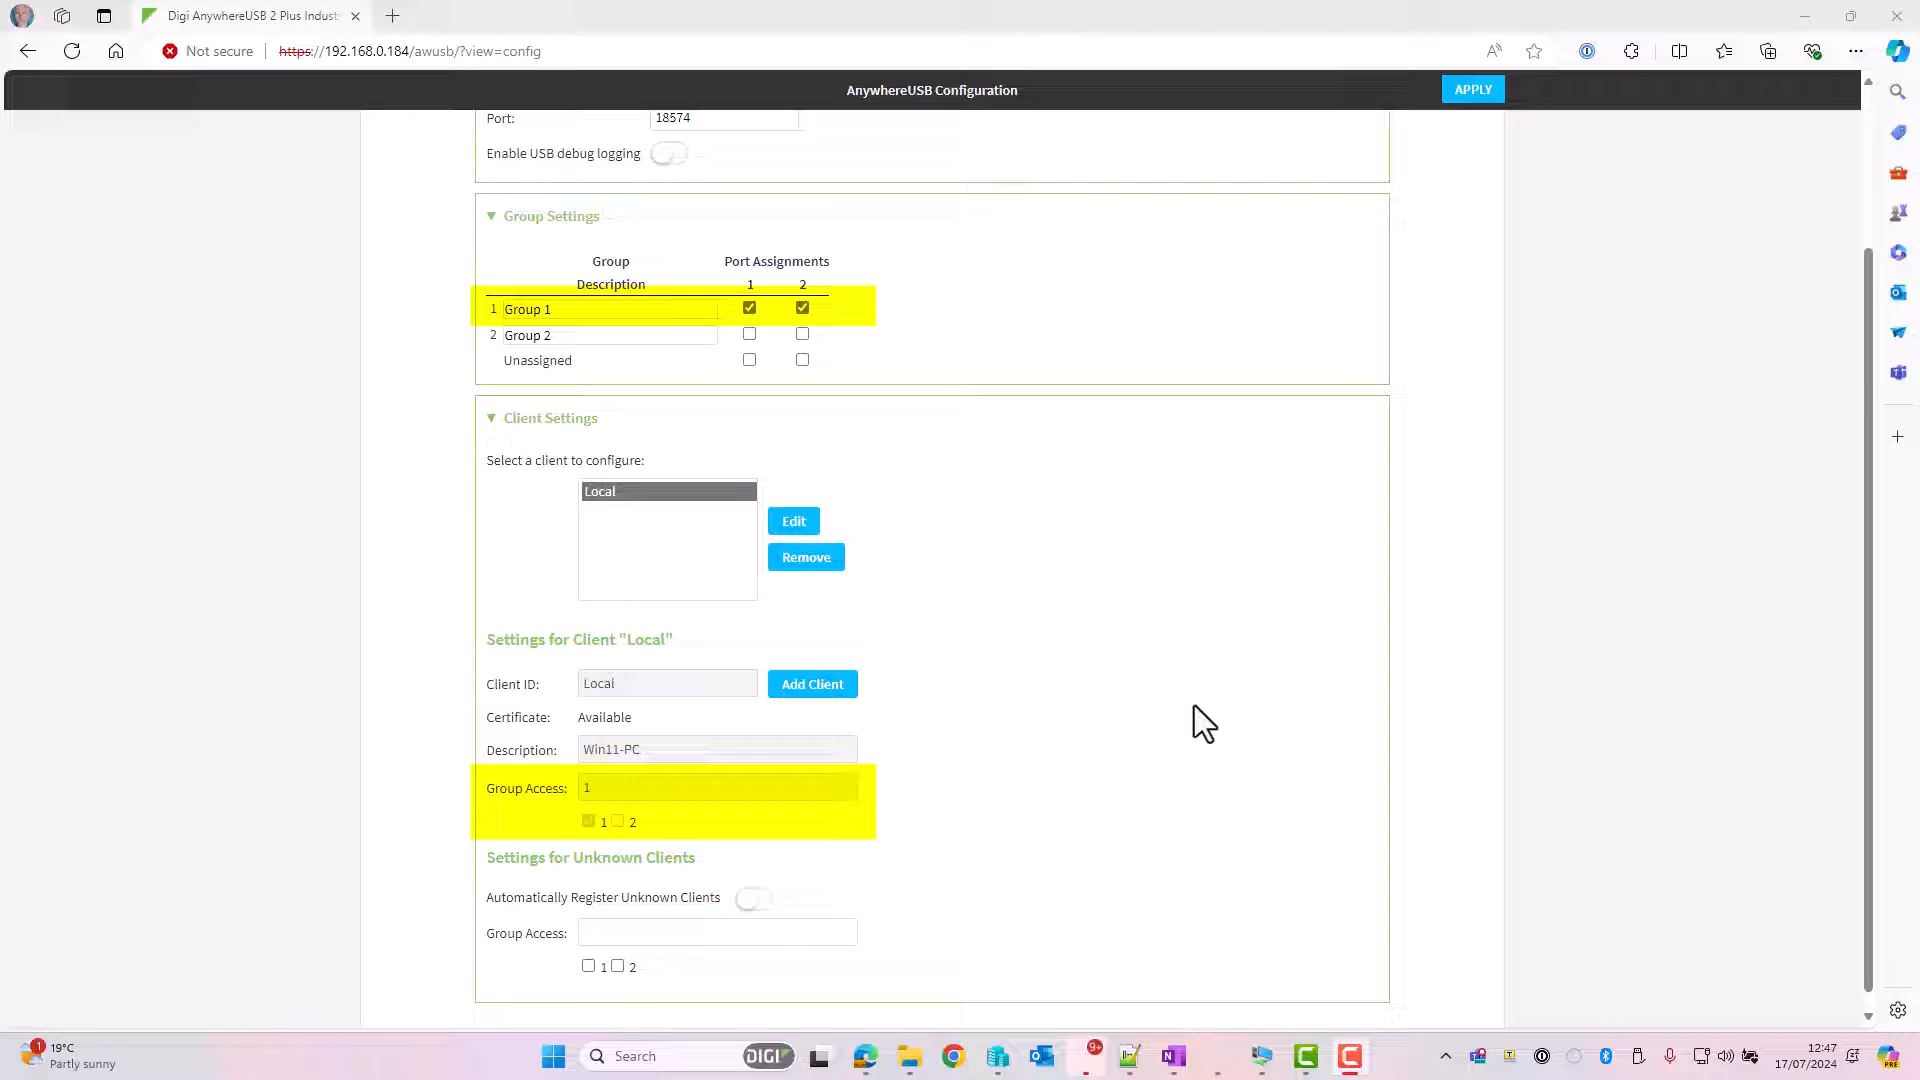 Digi AnywhereUSB 2 Plus Indust
Not secure
https://192.168.0.184/awusb/?view=config
AnywhereUSB Configuration
APPLY
Port:
18574
Enable USB debug logging
Group Settings
Group
Port Assignments
Description
1
2
1
Group 1
2
Group 2
Unassigned
Client Settings
Select a client to configure:
Local
Edit
Remove
Settings for Client "Local"
Client ID:
Local
Add Client
Certificate:
Available
Description:
Win11-PC
Group Access:
1
1
2
Settings for Unknown Clients
Automatically Register Unknown Clients
Group Access:
1
2
1
19°C
Partly sunny
Search
DIGI
9+
12:47
17/07/2024
PRE